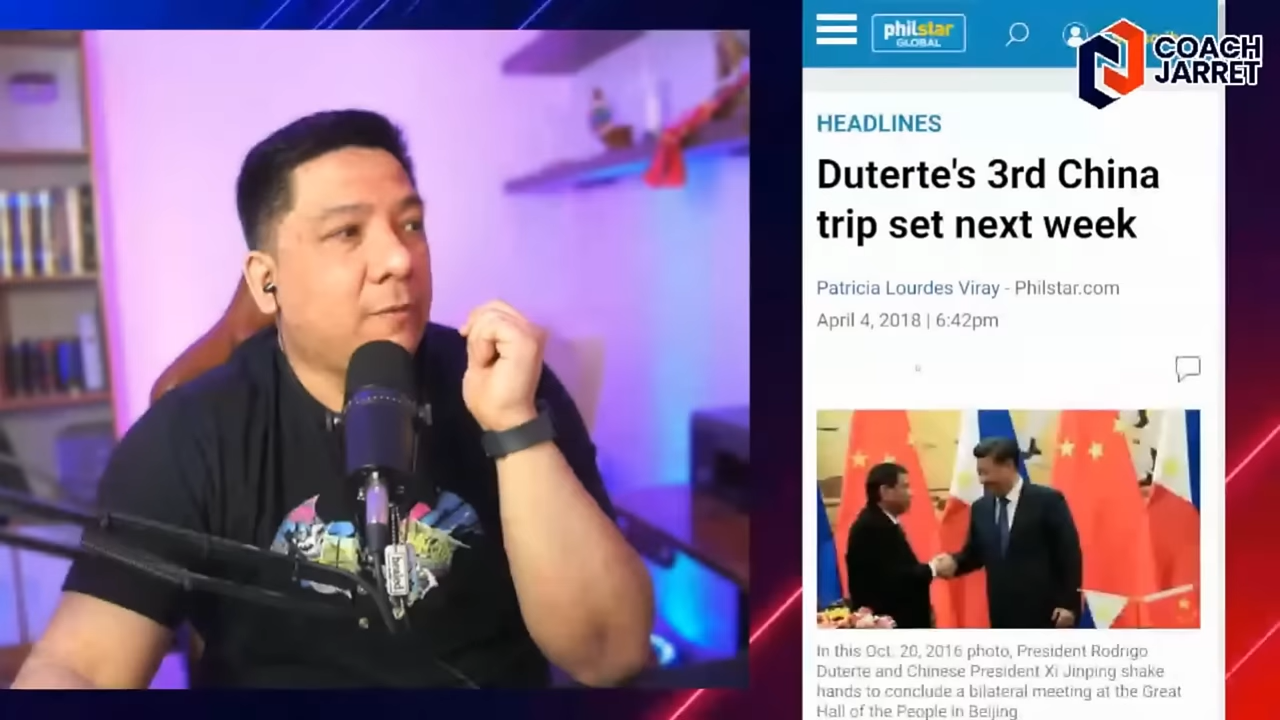 philstar
GLOBAL
COACH
JARRET
HEADLINES
Duterte's 3rd China
trip set next week
Patricia Lourdes Viray - Philstar.com
April 4, 2018 | 6:42pm
In this Oct. 20, 2016 photo, President Rodrigo
Duterte and Chinese President Xi Jinping shake
hands to conclude a bilateral meeting at the Great
Hall of the People in Beijing